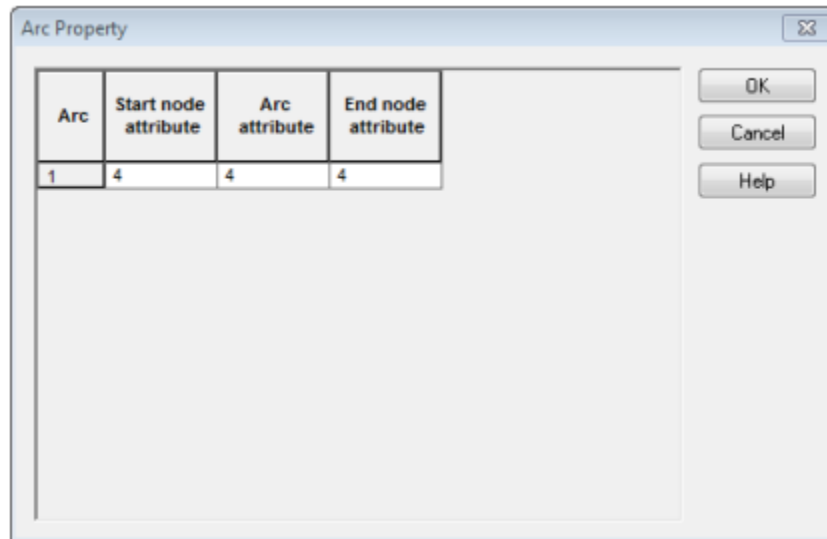 Arc Property
Arc Start node attribute Arc attribute End node attribute
1 4 4 4
OK
Cancel
Help